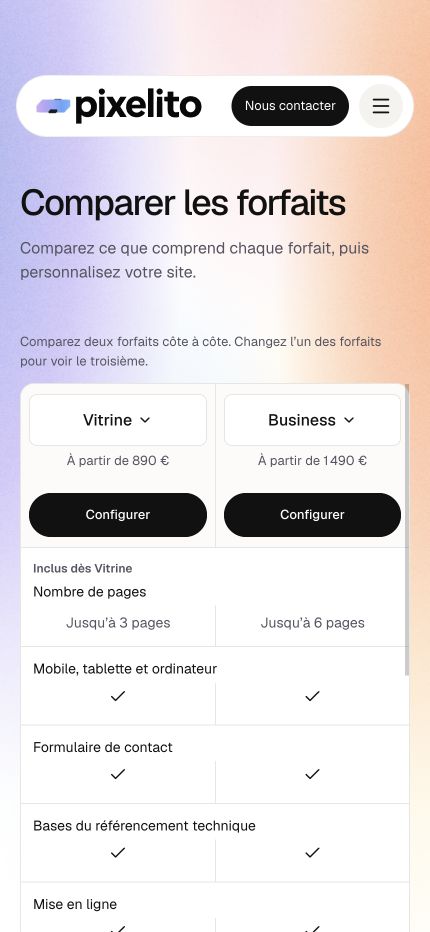 pixelito
Nous contacter
Comparer les forfaits
Comparez ce que comprend chaque forfait, puis
personnalisez votre site.
Comparez deux forfaits côte à côte. Changez l'un des forfaits
pour voir le troisième.
Vitrine
Business
À partir de 890 €
À partir de 1 490 €
Configurer
Configurer
Inclus dès Vitrine
Nombre de pages
Jusqu'à 3 pages
Jusqu'à 6 pages
Mobile, tablette et ordinateur
Formulaire de contact
Bases du référencement technique
Mise en ligne